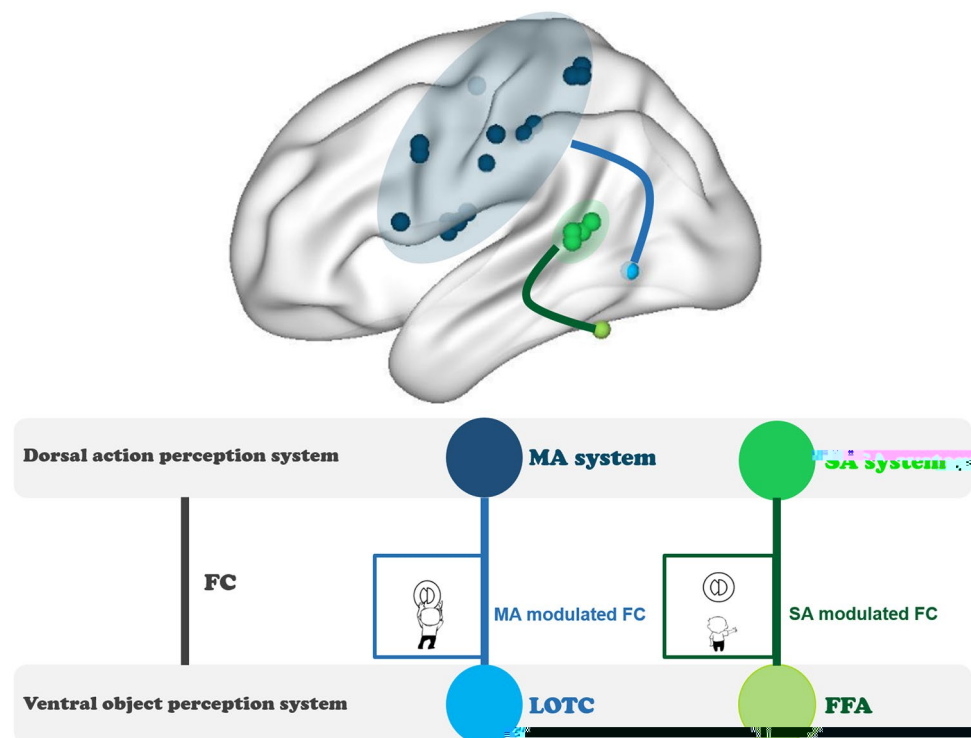 Dorsal action perception system
MA system
SA system
FC
MA modulated FC
SA modulated FC
Ventral object perception system
LOTC
FFA